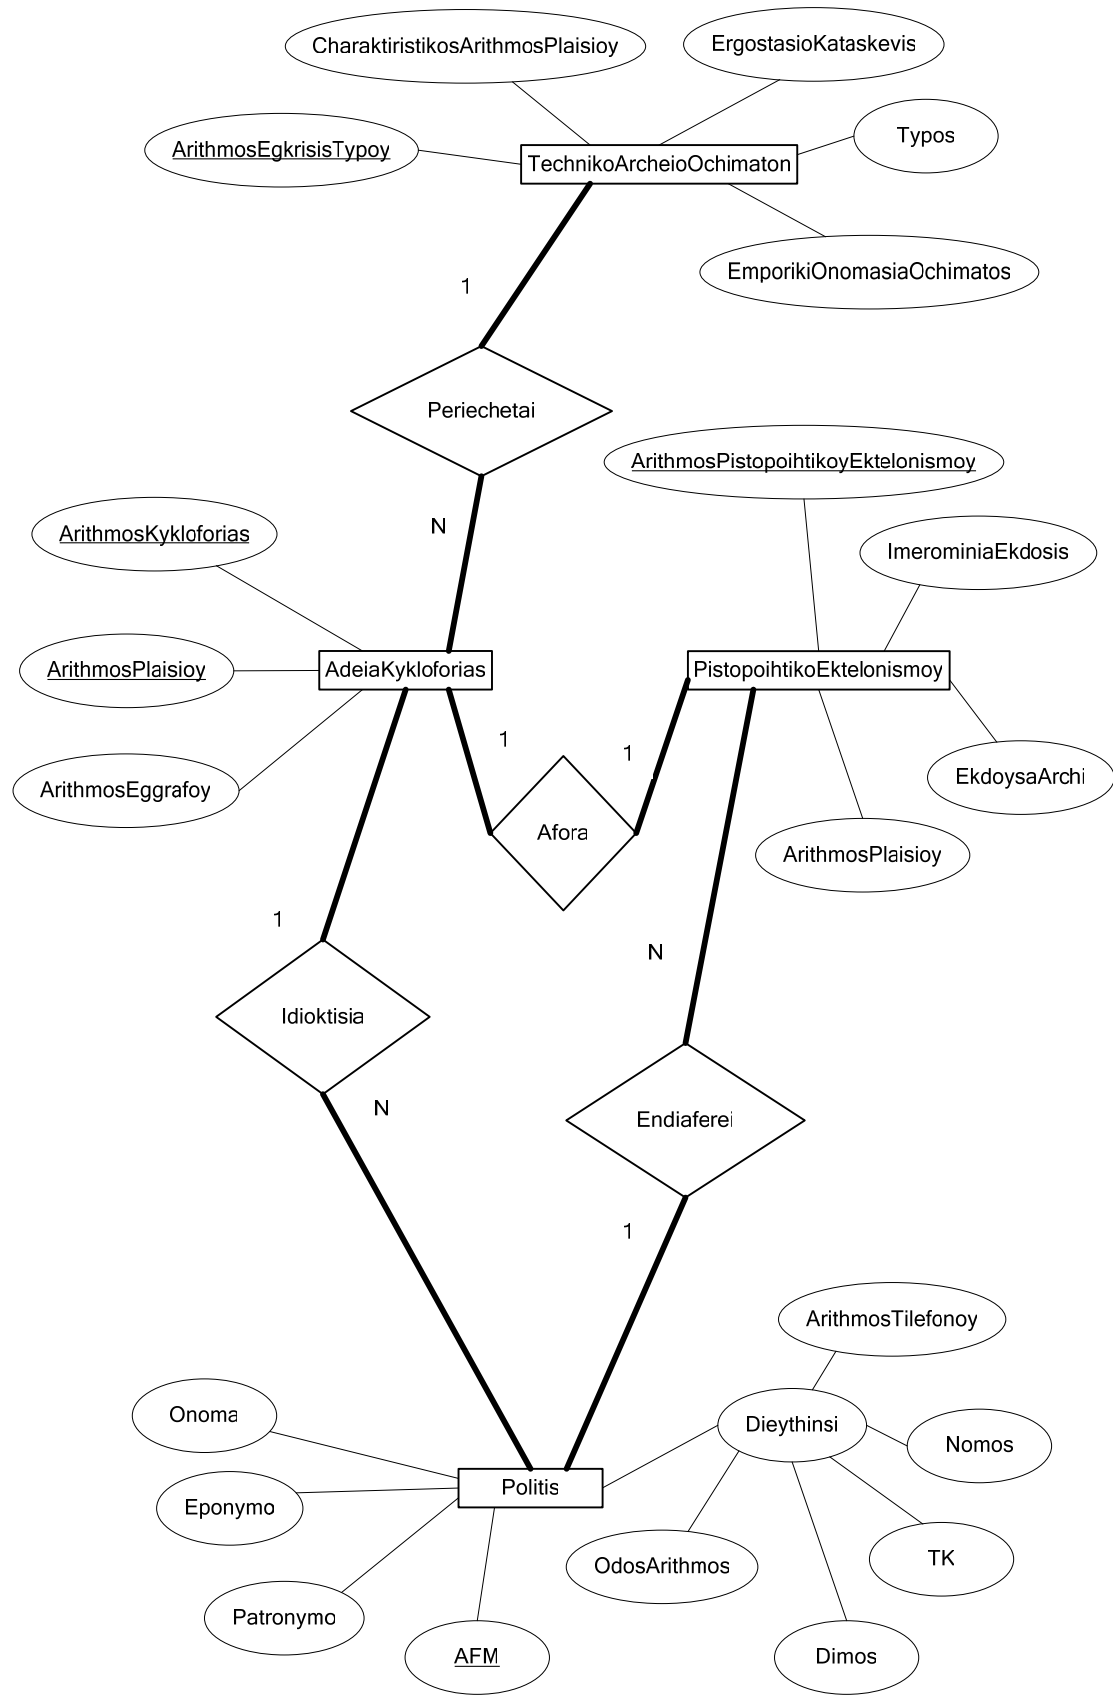 CharaktiristikosArithmosPlaisioy
ErgostasioKataskevis
ArithmosEgkrisisTypoy
Typos
TechnikoArcheioOchimaton
EmporikiOnomasiaOchimatos
1
Periechetai
ArithmosPistopoihtikoyEktelonismoy
N
ArithmosKykloforias
ImerominiaEkdosis
ArithmosPlaisioy
AdeiaKykloforias
PistopoihtikoEktelonismoy
1
1
EkdoysaArchi
ArithmosEggrafoy
Afora
ArithmosPlaisioy
1
N
Idioktisia
N
Endiaferei
1
ArithmosTilefonoy
Onoma
Dieythinsi
Nomos
Politis
Eponymo
OdosArithmos
TK
Patronymo
AFM
Dimos